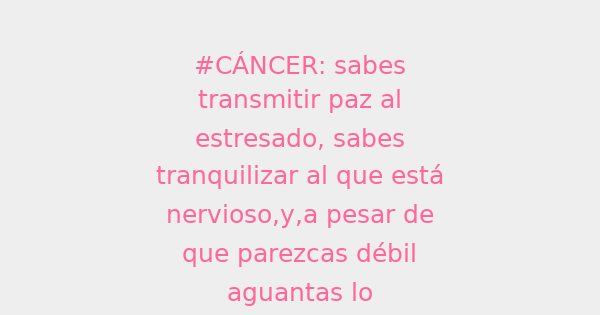 #CÁNCER: sabes
transmitir paz al
estresado, sabes
tranquilizar al que está
nervioso,y,a pesar de
que parezcas débil
aguantas lo